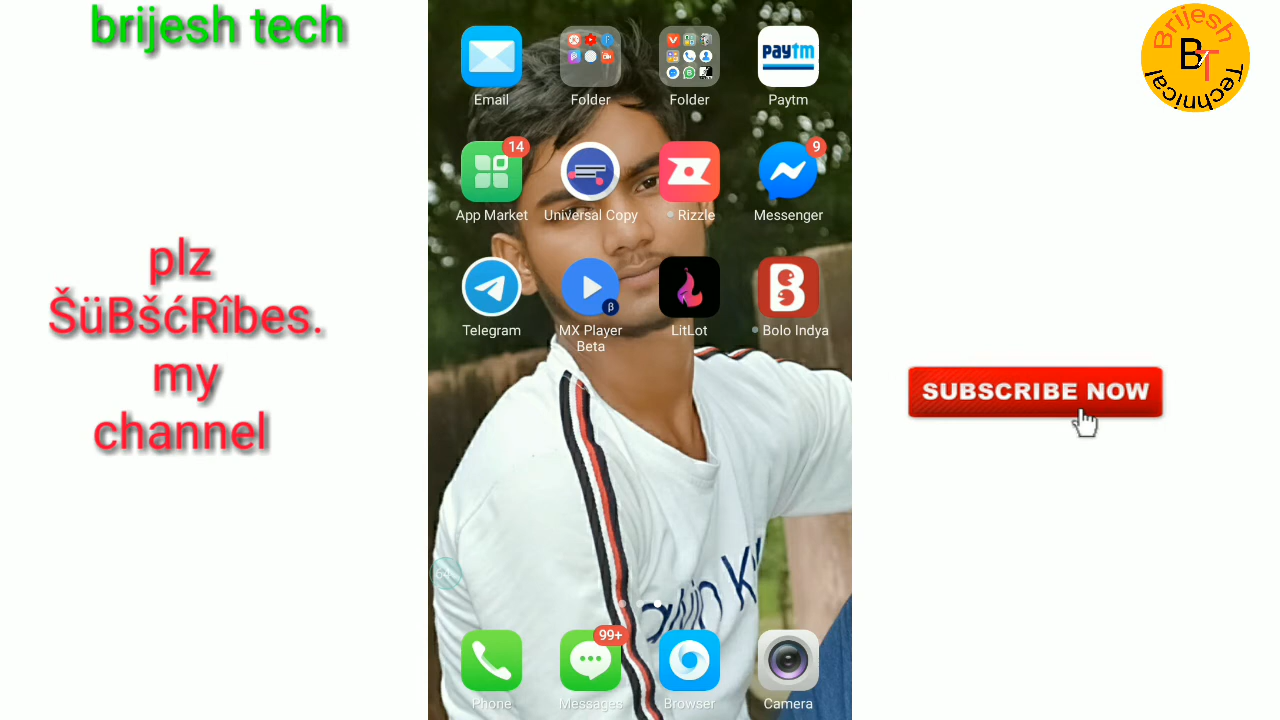 brijesh tech
Brijesh
BT
Technical
plz
ŠüBšćRîbes.
my
channel
SUBSCRIBE NOW
Email
Folder
Folder
paytm
Paytm
14
9
App Market
Universal Copy
Rizzle
Messenger
β
B
Telegram
MX Player
Beta
LitLot
Bolo Indya
99+
Phone
Messages
Browser
Camera